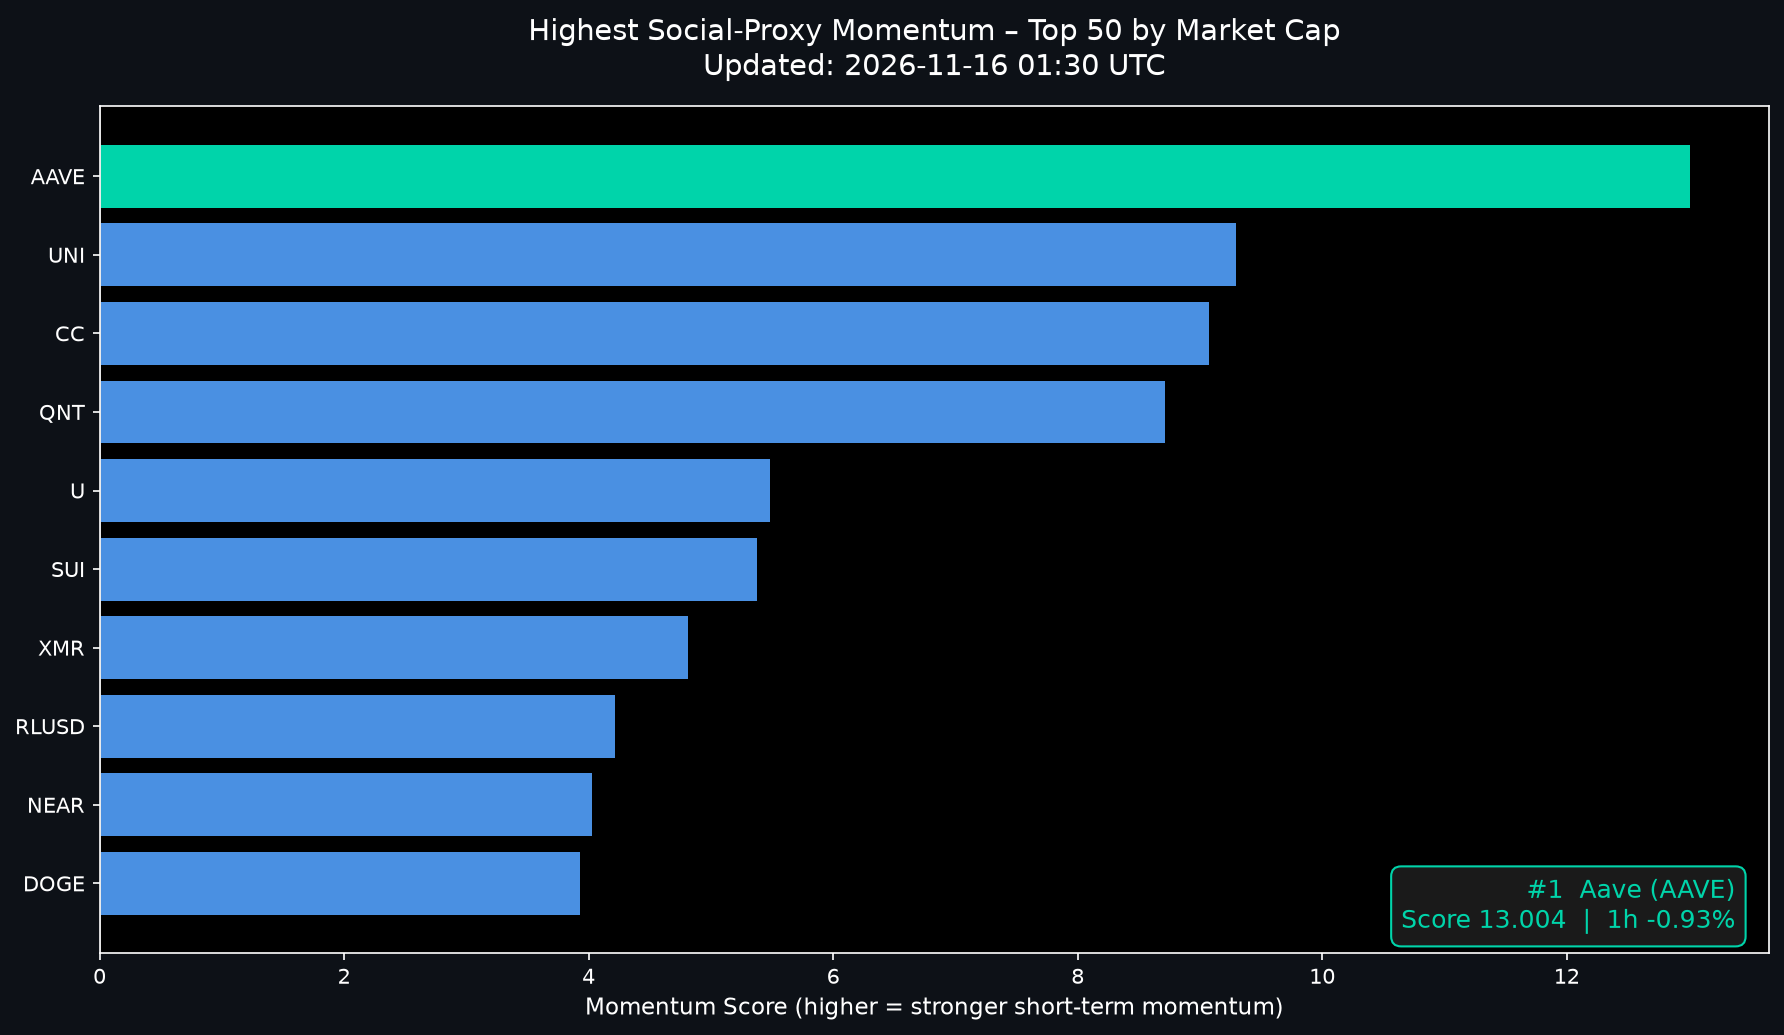 Highest Social-Proxy Momentum – Top 50 by Market Cap
Updated: 2026-11-16 01:30 UTC
AAVE
UNI
CC
QNT
U
SUI
XMR
RLUSD
NEAR
DOGE
#1 Aave (AAVE)
Score 13.004 | 1h -0.93%
0 2 4 6 8 10 12
Momentum Score (higher = stronger short-term momentum)